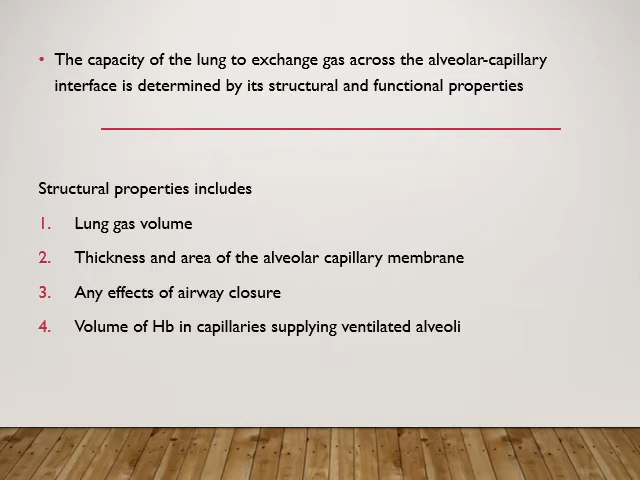 • The capacity of the lung to exchange gas across the alveolar-capillary
interface is determined by its structural and functional properties
Structural properties includes
1. Lung gas volume
2. Thickness and area of the alveolar capillary membrane
3. Any effects of airway closure
4. Volume of Hb in capillaries supplying ventilated alveoli